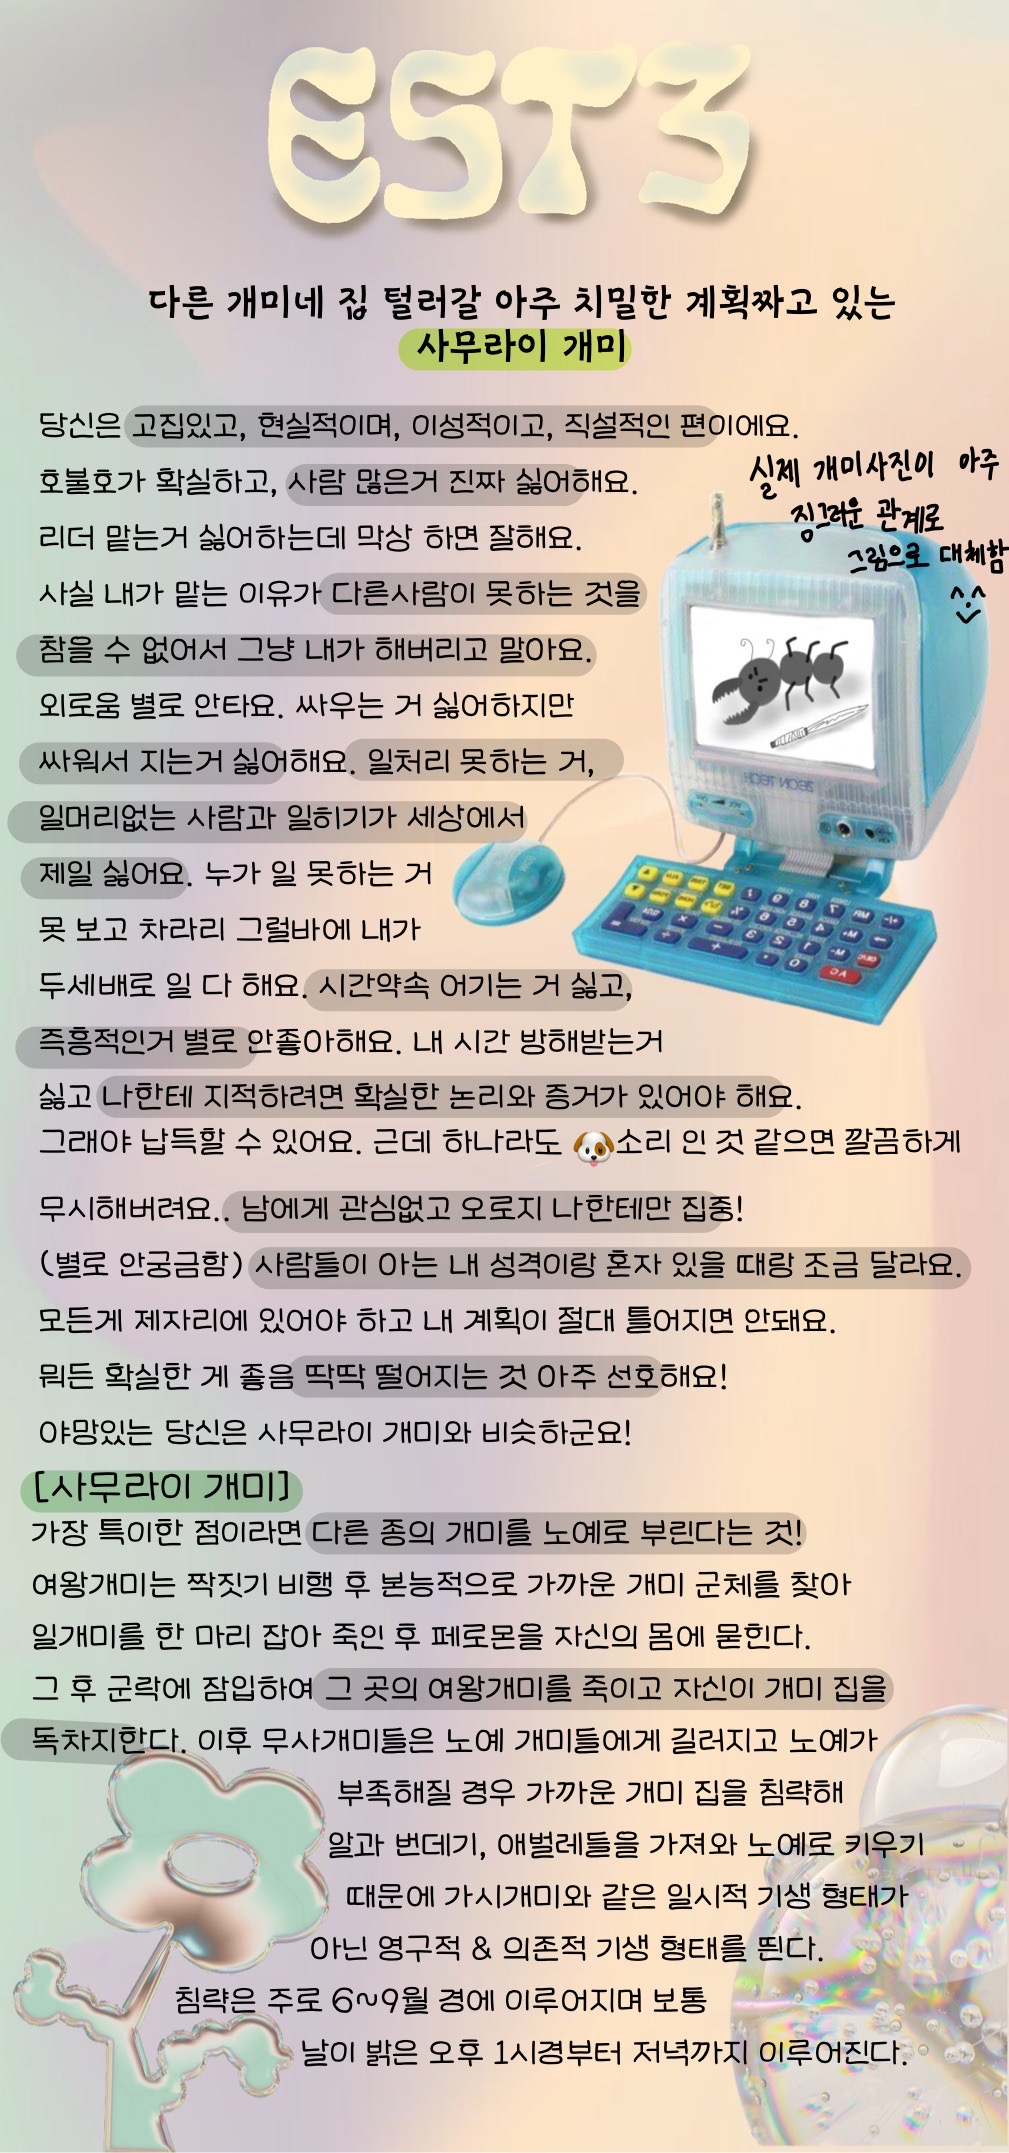 EST3
다른 개미네 집 털러갈 아주 치밀한 계획짜고 있는
사무라이 개미
당신은 고집있고, 현실적이며, 이성적이고, 직설적인 편이에요.
호불호가 확실하고, 사람 많은거 진짜 싫어해요.
실제 개미사진이 아주
징그러운 관계로
그림으로 대체함
리더 맡는거 싫어하는데 막상 하면 잘해요.
사실 내가 맡는 이유가 다른사람이 못하는 것을
참을 수 없어서 그냥 내가 해버리고 말아요.
외로움 별로 안타요. 싸우는 거 싫어하지만
싸워서 지는거 싫어해요. 일처리 못하는 거,
일머리없는 사람과 일히기가 세상에서
제일 싫어요. 누가 일 못하는 거
못 보고 차라리 그럴바에 내가
두세배로 일 다 해요. 시간약속 어기는 거 싫고,
즉흥적인거 별로 안좋아해요. 내 시간 방해받는거
싫고 나한테 지적하려면 확실한 논리와 증거가 있어야 해요.
그래야 납득할 수 있어요. 근데 하나라도 🐶소리 인 것 같으면 깔끔하게
무시해버려요.. 남에게 관심없고 오로지 나한테만 집중!
(별로 안궁금함) 사람들이 아는 내 성격이랑 혼자 있을 때랑 조금 달라요.
모든게 제자리에 있어야 하고 내 계획이 절대 틀어지면 안돼요.
뭐든 확실한 게 좋음 딱딱 떨어지는 것 아주 선호해요!
야망있는 당신은 사무라이 개미와 비슷하군요!
[사무라이 개미]
가장 특이한 점이라면 다른 종의 개미를 노예로 부린다는 것!
여왕개미는 짝짓기 비행 후 본능적으로 가까운 개미 군체를 찾아
일개미를 한 마리 잡아 죽인 후 페로몬을 자신의 몸에 묻힌다.
그 후 군락에 잠입하여 그 곳의 여왕개미를 죽이고 자신이 개미 집을
독차지한다. 이후 무사개미들은 노예 개미들에게 길러지고 노예가
부족해질 경우 가까운 개미 집을 침략해
알과 번데기, 애벌레들을 가져와 노예로 키우기
때문에 가시개미와 같은 일시적 기생 형태가
아닌 영구적 & 의존적 기생 형태를 띈다.
침략은 주로 6~9월 경에 이루어지며 보통
날이 밝은 오후 1시경부터 저녁까지 이루어진다.